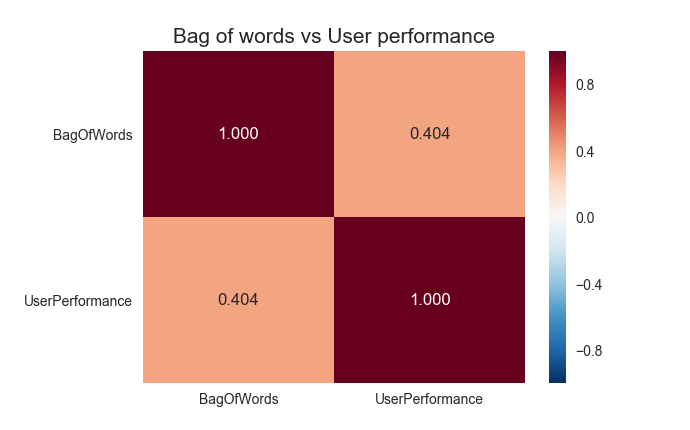 Bag of words vs User performance
BagOfWords
1.000
0.404
UserPerformance
0.404
1.000
BagOfWords
UserPerformance
0.8
0.4
0.0
−0.4
−0.8